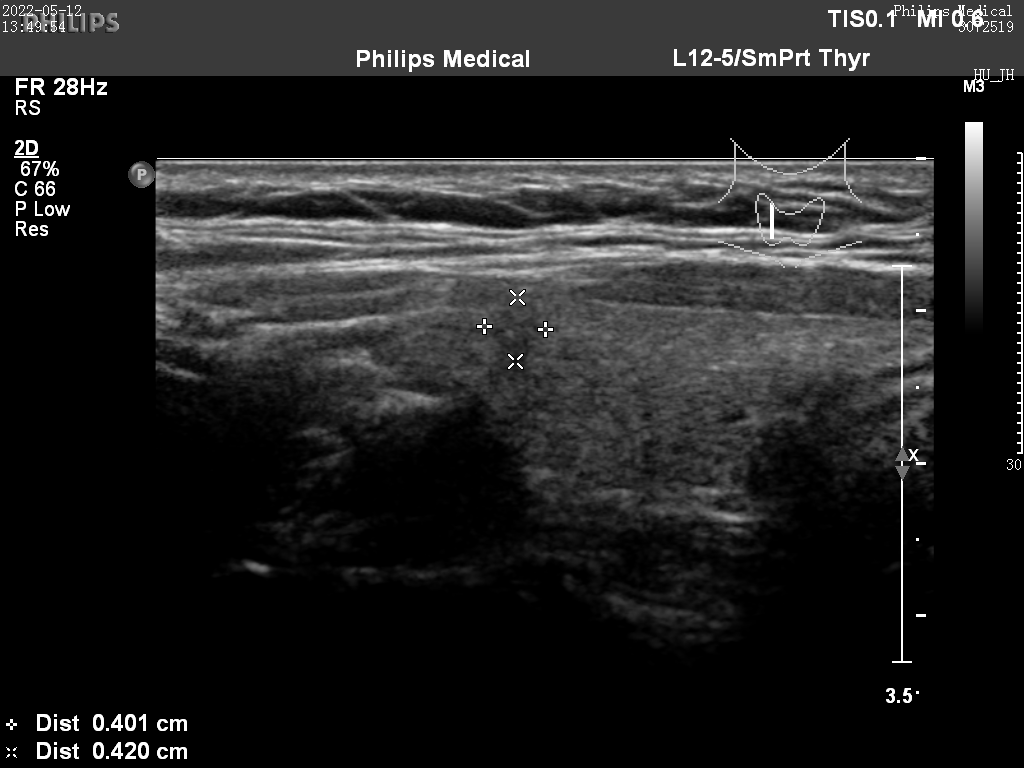 2022-05-12
13:49:54
PHILIPS
TIS0.1 MI 0.6
Philips Medical
3072519
Philips Medical
L12-5/SmPrt Thyr
HU_JH
FR 28Hz
RS
M3
2D
67%
C 66
P Low
Res
P
X
30
3.5
Dist 0.401 cm
Dist 0.420 cm